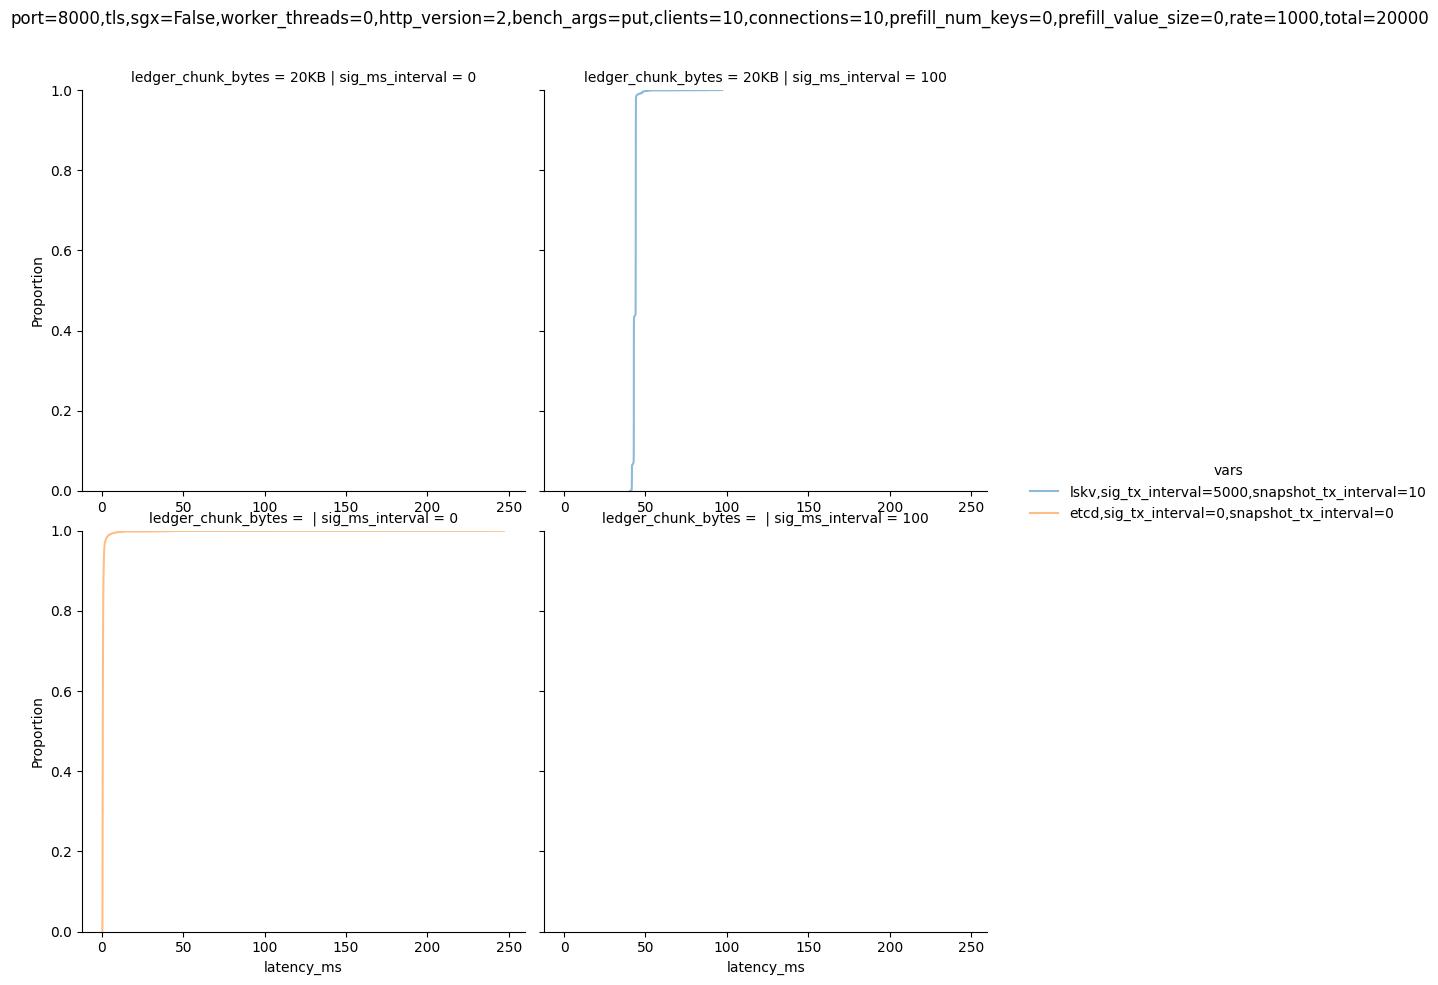 port=8000,tls,sgx=False,worker_threads=0,http_version=2,bench_args=put,clients=10,connections=10,prefill_num_keys=0,prefill_value_size=0,rate=1000,total=20000
ledger_chunk_bytes = 20KB | sig_ms_interval = 0
ledger_chunk_bytes = 20KB | sig_ms_interval = 100
1.0
0.8
0.6
0.4
0.2
0.0
Proportion
0 50 100 150 200 250
0 50 100 150 200 250
ledger_chunk_bytes =  | sig_ms_interval = 0
ledger_chunk_bytes =  | sig_ms_interval = 100
1.0
0.8
0.6
0.4
0.2
0.0
Proportion
0 50 100 150 200 250
0 50 100 150 200 250
latency_ms
latency_ms
vars
lskv,sig_tx_interval=5000,snapshot_tx_interval=10
etcd,sig_tx_interval=0,snapshot_tx_interval=0